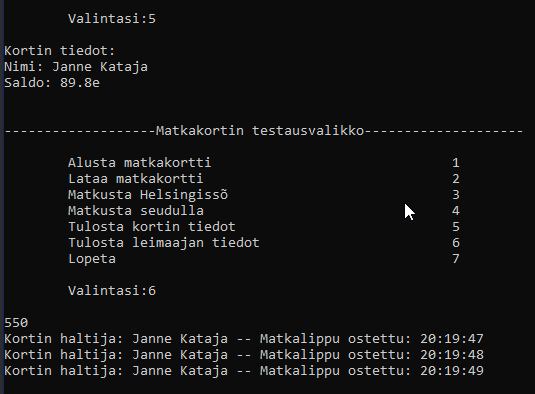 Valintasi:5
Kortin tiedot:
Nimi: Janne Kataja
Saldo: 89.8e
-------------------Matkakortin testausvalikko--------------------
Alusta matkakortti 1
Lataa matkakortti 2
Matkusta Helsingissõ 3
Matkusta seudulla 4
Tulosta kortin tiedot 5
Tulosta leimaajan tiedot 6
Lopeta 7
Valintasi:6
550
Kortin haltija: Janne Kataja -- Matkalippu ostettu: 20:19:47
Kortin haltija: Janne Kataja -- Matkalippu ostettu: 20:19:48
Kortin haltija: Janne Kataja -- Matkalippu ostettu: 20:19:49